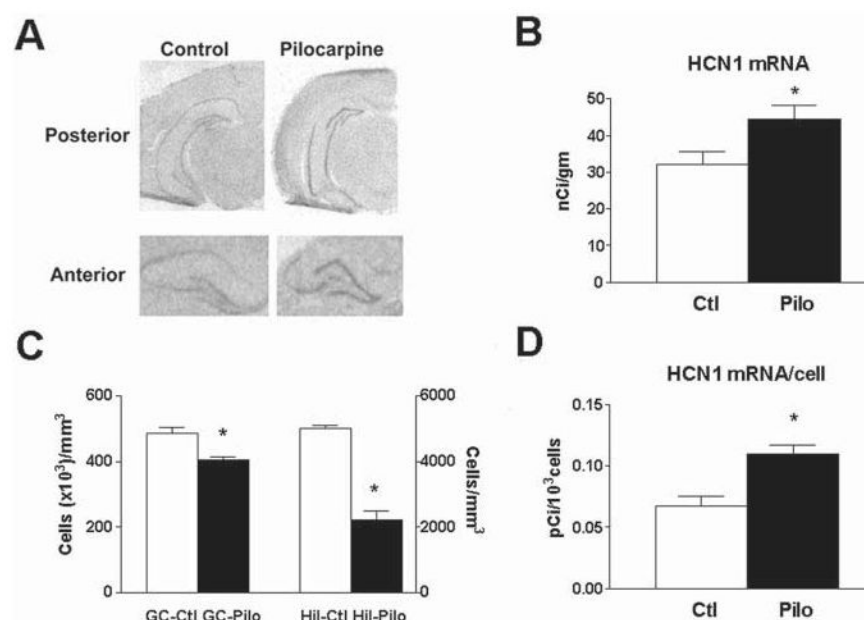 A
Control
Pilocarpine
Posterior
Anterior
B
HCN1 mRNA
*
50
40
30
20
10
0
nCi/gm
Ctl
Pilo
C
600
400
200
0
Cells (x10³)/mm³
*
*
6000
4000
2000
0
Cells/mm³
GC-Ctl GC-Pilo
Hil-Ctl Hil-Pilo
D
HCN1 mRNA/cell
*
0.15
0.10
0.05
0.00
pCi/10³cells
Ctl
Pilo